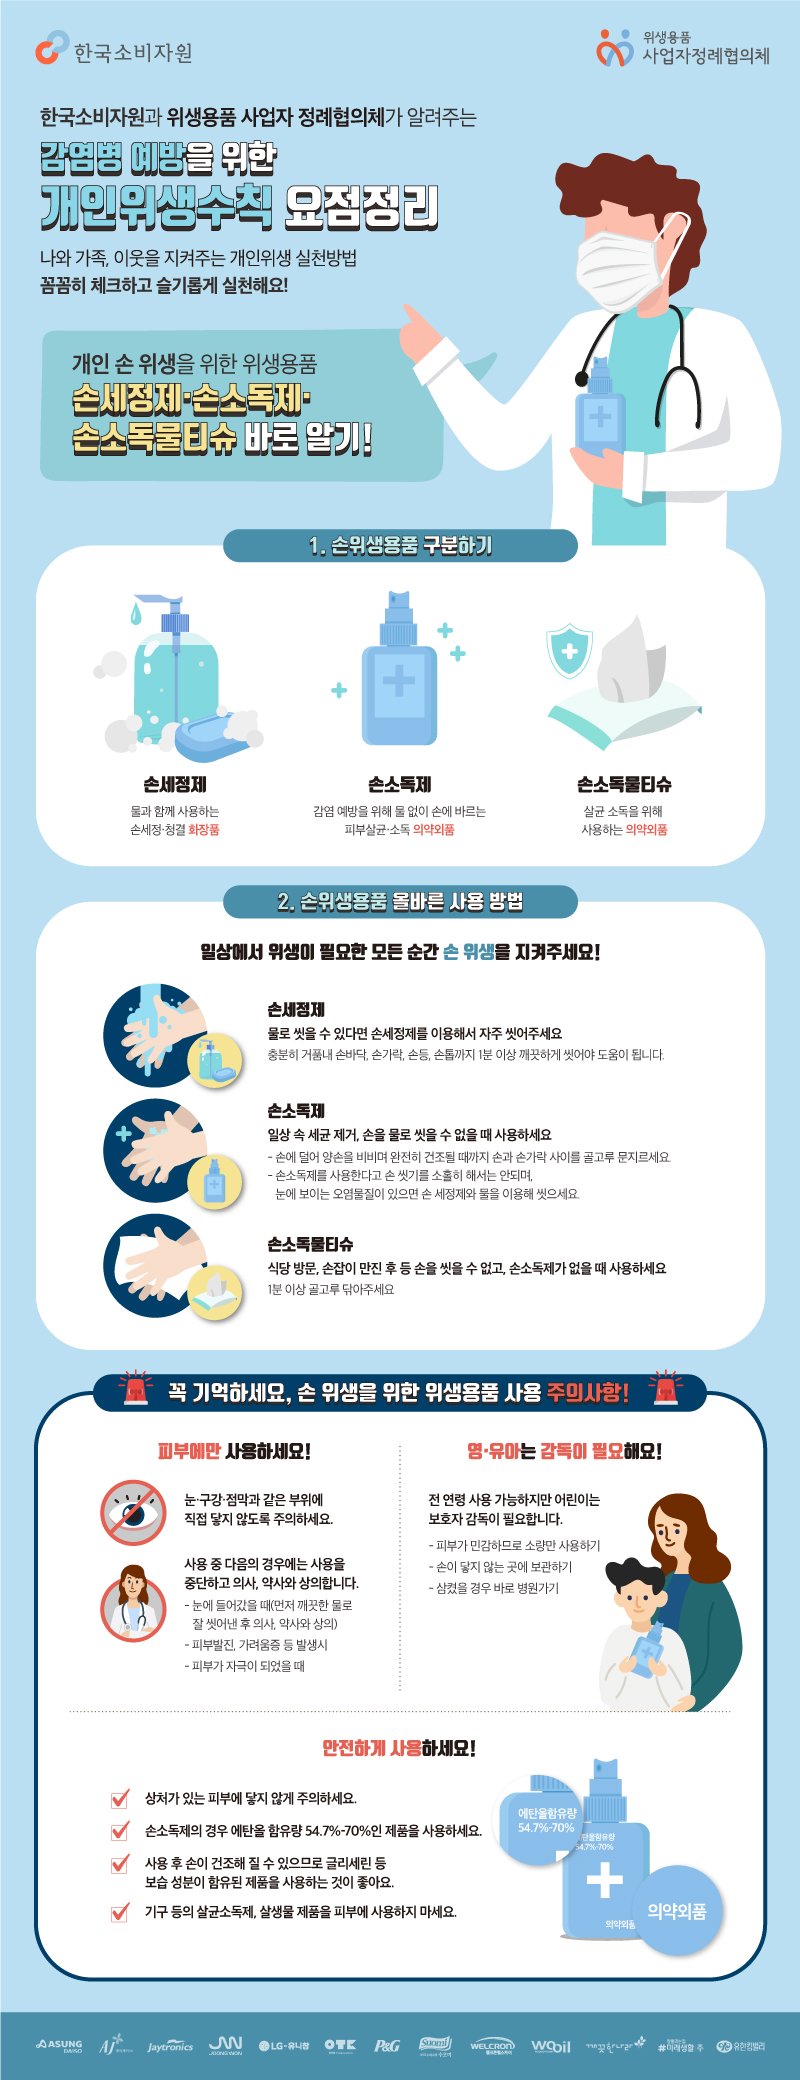 한국소비자원
위생용품
사업자정례협의체
한국소비자원과 위생용품 사업자 정례협의체가 알려주는
감염병 예방을 위한
개인위생수칙 요점정리
나와 가족, 이웃을 지켜주는 개인위생 실천방법
꼼꼼히 체크하고 슬기롭게 실천해요!
개인 손 위생을 위한 위생용품
손세정제·손소독제·
손소독물티슈 바로 알기!
1. 손위생용품 구분하기
손세정제
물과 함께 사용하는
손세정·청결 화장품
손소독제
감염 예방을 위해 물 없이 손에 바르는
피부살균·소독 의약외품
손소독물티슈
살균 소독을 위해
사용하는 의약외품
2. 손위생용품 올바른 사용 방법
일상에서 위생이 필요한 모든 순간 손 위생을 지켜주세요!
손세정제
물로 씻을 수 있다면 손세정제를 이용해서 자주 씻어주세요
충분히 거품내 손바닥, 손가락, 손등, 손톱까지 1분 이상 깨끗하게 씻어야 도움이 됩니다.
손소독제
일상 속 세균 제거, 손을 물로 씻을 수 없을 때 사용하세요
- 손에 덜어 양손을 비비며 완전히 건조될 때까지 손과 손가락 사이를 골고루 문지르세요.
- 손소독제를 사용한다고 손 씻기를 소홀히 해서는 안되며,
눈에 보이는 오염물질이 있으면 손 세정제와 물을 이용해 씻으세요.
손소독물티슈
식당 방문, 손잡이 만진 후 등 손을 씻을 수 없고, 손소독제가 없을 때 사용하세요
1분 이상 골고루 닦아주세요
꼭 기억하세요, 손 위생을 위한 위생용품 사용 주의사항!
피부에만 사용하세요!
눈·구강·점막과 같은 부위에
직접 닿지 않도록 주의하세요.
사용 중 다음의 경우에는 사용을
중단하고 의사, 약사와 상의합니다.
- 눈에 들어갔을 때(먼저 깨끗한 물로
잘 씻어낸 후 의사, 약사와 상의)
- 피부발진, 가려움증 등 발생시
- 피부가 자극이 되었을 때
영·유아는 감독이 필요해요!
전 연령 사용 가능하지만 어린이는
보호자 감독이 필요합니다.
- 피부가 민감하므로 소량만 사용하기
- 손이 닿지 않는 곳에 보관하기
- 삼켰을 경우 바로 병원가기
안전하게 사용하세요!
상처가 있는 피부에 닿지 않게 주의하세요.
손소독제의 경우 에탄올 함유량 54.7%-70%인 제품을 사용하세요.
사용 후 손이 건조해 질 수 있으므로 글리세린 등
보습 성분이 함유된 제품을 사용하는 것이 좋아요.
기구 등의 살균소독제, 살생물 제품을 피부에 사용하지 마세요.
에탄올함유량
54.7%-70%
탄올함유량
54.7%-70%
의약외품
의약외품
ASUNG
DAISO
AJ
Jaytronics
JW
JOONG WON
LG-유니참
OTK
P&G
Suomi
WELCRON
웰크론헬스케어
wooil
꽃한나라
#미래생활 주
유한킴벌리